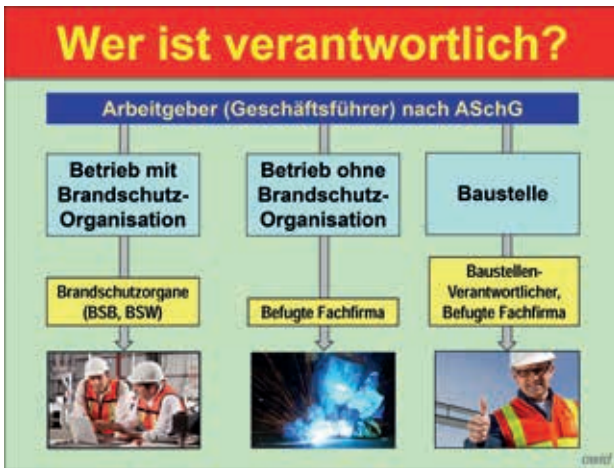 Wer ist verantwortlich?
Arbeitgeber (Geschäftsführer) nach ASchG
Betrieb mit
Brandschutz-
Organisation
Betrieb ohne
Brandschutz-
Organisation
Baustelle
Brandschutzorgane
(BSB, BSW)
Befugte Fachfirma
Baustellen-
Verantwortlicher,
Befugte Fachfirma